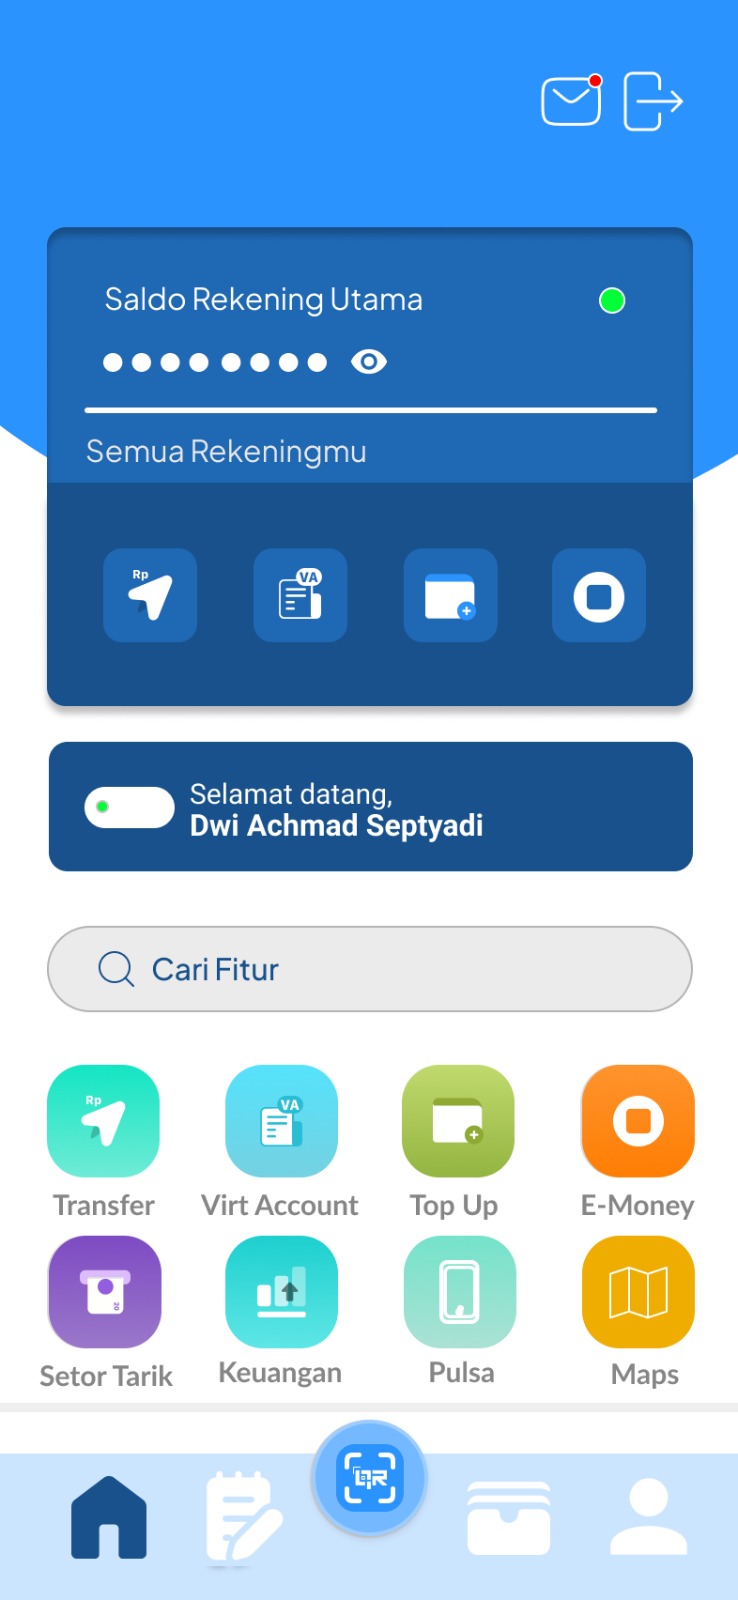 Saldo Rekening Utama
Semua Rekeningmu
Rp
VA
Selamat datang,
Dwi Achmad Septyadi
Cari Fitur
Rp
VA
Transfer
Virt Account
Top Up
E-Money
20
Setor Tarik
Keuangan
Pulsa
Maps
QR